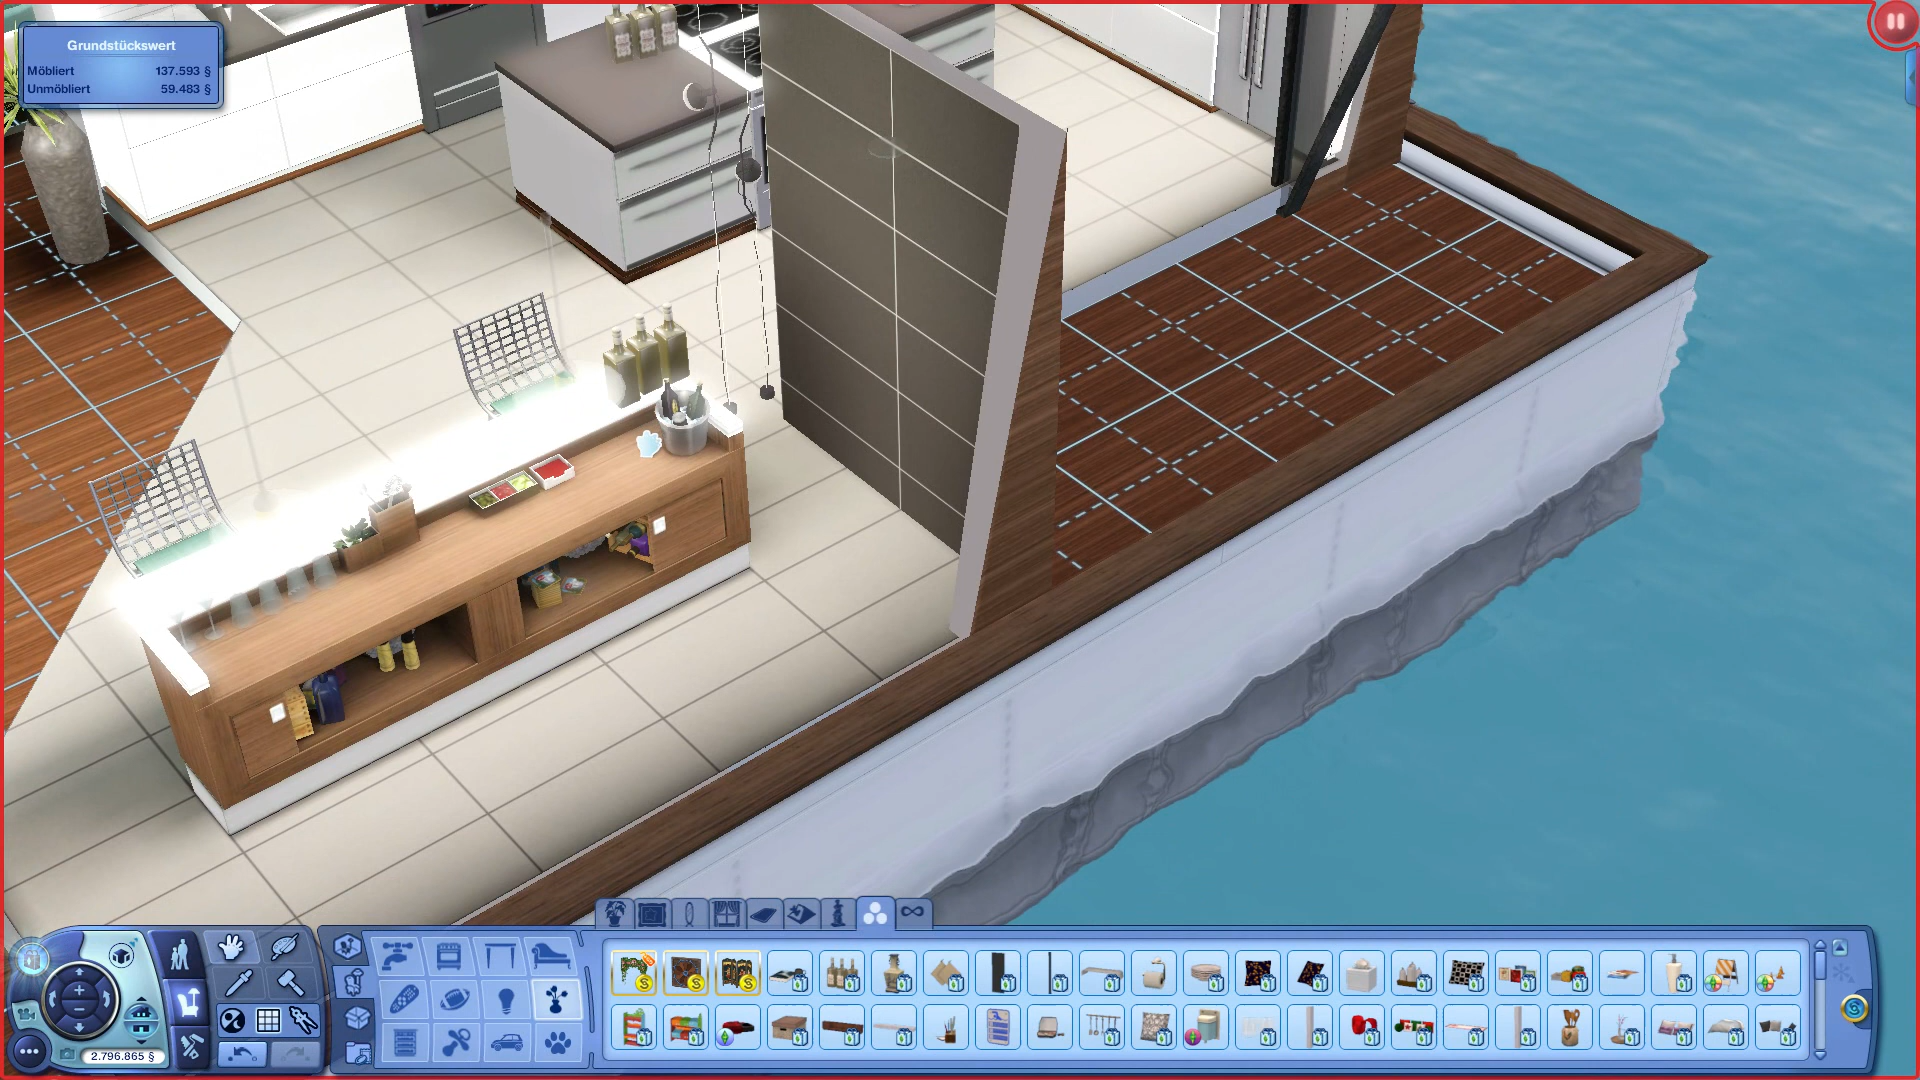 Grundstückswert
Möbliert 137.593 §
Unmöbliert 59.483 §
2.796.865 §